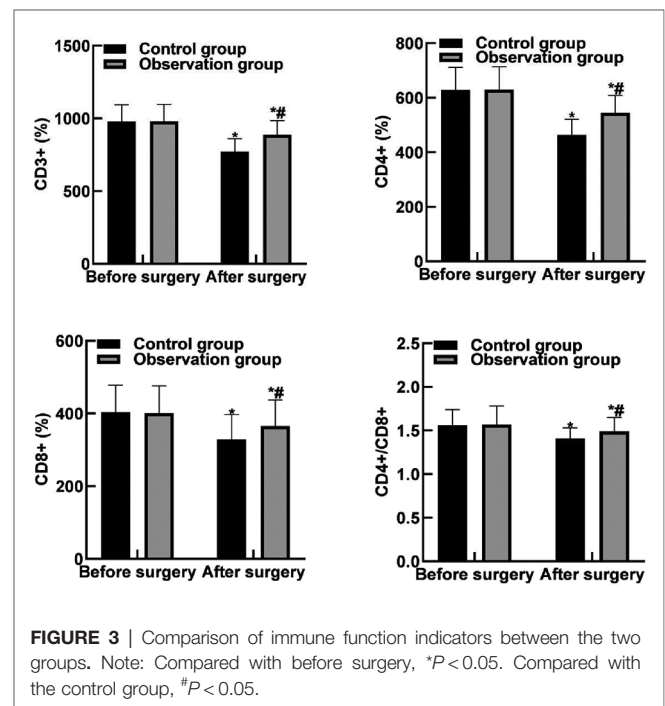 1500
1000
500
0
CD3+ (%)
Control group
Observation group
*
*#
Before surgery After surgery
800
600
400
200
0
CD4+ (%)
Control group
Observation group
*
*#
Before surgery After surgery
600
400
200
0
CD8+ (%)
Control group
Observation group
*
*#
Before surgery After surgery
2.5
2.0
1.5
1.0
0.5
0.0
CD4+/CD8+
Control group
Observation group
*
*#
Before surgery After surgery
FIGURE 3 | Comparison of immune function indicators between the two
groups. Note: Compared with before surgery, *P<0.05. Compared with
the control group, #P<0.05.